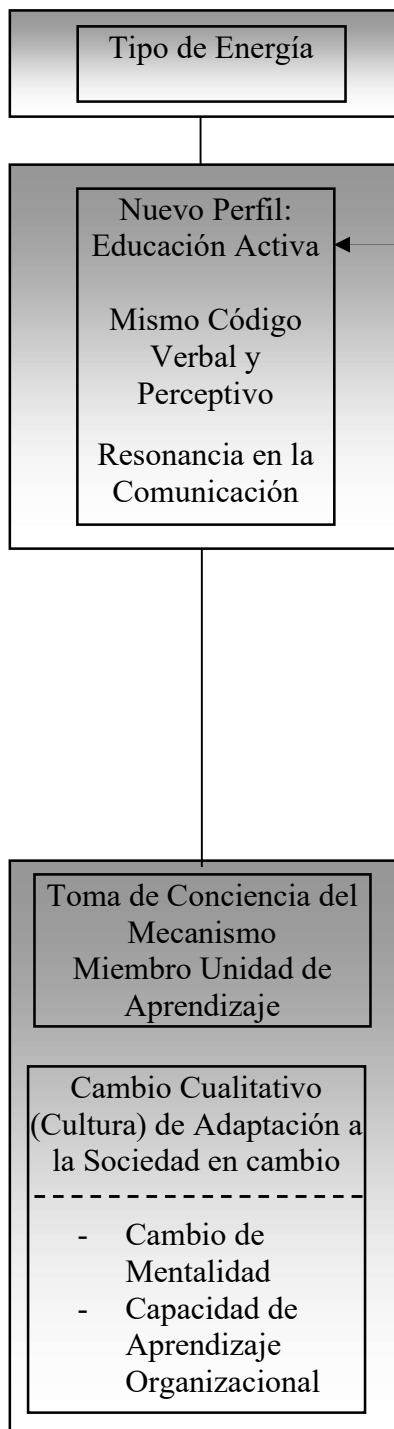 Tipo de Energía
Nuevo Perfil:
Educación Activa
Mismo Código
Verbal y
Perceptivo
Resonancia en la
Comunicación
Toma de Conciencia del
Mecanismo
Miembro Unidad de
Aprendizaje
Cambio Cualitativo
(Cultura) de Adaptación a
la Sociedad en cambio
- Cambio de
Mentalidad
- Capacidad de
Aprendizaje
Organizacional